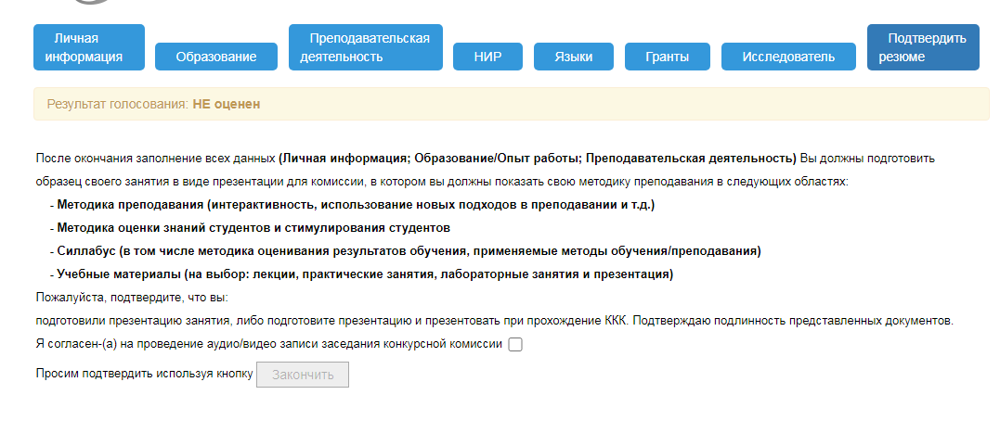 Личная
информация
Образование
Преподавательская
деятельность
НИР
Языки
Гранты
Исследователь
Подтвердить
резюме
Результат голосования: НЕ оценен
После окончания заполнение всех данных (Личная информация; Образование/Опыт работы; Преподавательская деятельность) Вы должны подготовить
образец своего занятия в виде презентации для комиссии, в котором вы должны показать свою методику преподавания в следующих областях:
- Методика преподавания (интерактивность, использование новых подходов в преподавании и т.д.)
- Методика оценки знаний студентов и стимулирования студентов
- Силлабус (в том числе методика оценивания результатов обучения, применяемые методы обучения/преподавания)
- Учебные материалы (на выбор: лекции, практические занятия, лабораторные занятия и презентация)
Пожалуйста, подтвердите, что вы:
подготовили презентацию занятия, либо подготовите презентацию и презентовать при прохождение ККК. Подтверждаю подлинность представленных документов.
Я согласен-(а) на проведение аудио/видео записи заседания конкурсной комиссии
Просим подтвердить используя кнопку Закончить